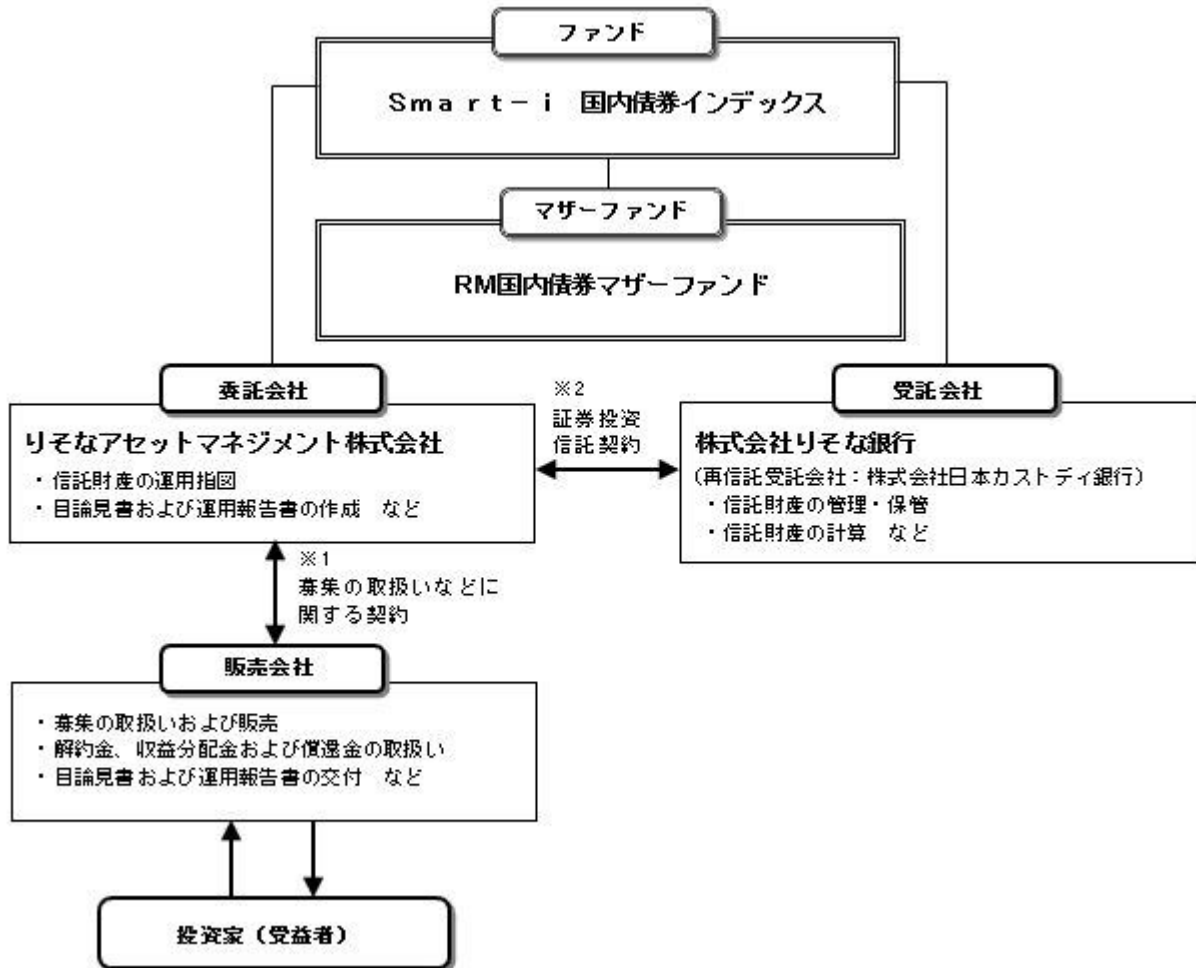 ファンド
Smart－i 国内債券インデックス
マザーファンド
RM国内債券マザーファンド
委託会社
りそなアセットマネジメント株式会社
・信託財産の運用指図
・目論見書および運用報告書の作成 など
※2
証券投資
信託契約
受託会社
株式会社りそな銀行
(再信託受託会社：株式会社日本カストディ銀行)
・信託財産の管理・保管
・信託財産の計算 など
※1
募集の取扱いなどに
関する契約
販売会社
・募集の取扱いおよび販売
・解約金、収益分配金および償還金の取扱い
・目論見書および運用報告書の交付 など
投資家（受益者）